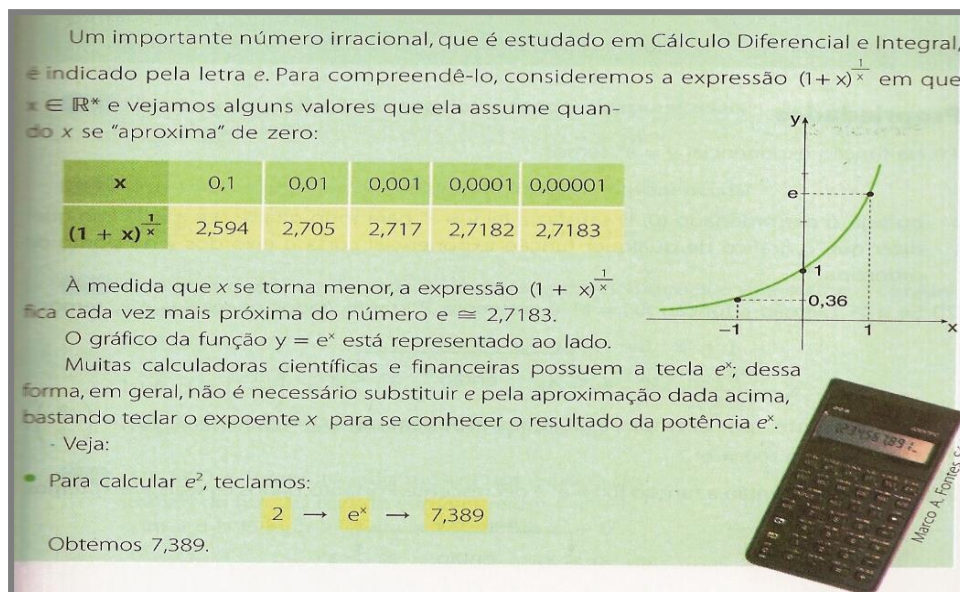 Um importante número irracional, que é estudado em Cálculo Diferencial e Integral,
é indicado pela letra e. Para compreendê-lo, consideremos a expressão (1+ x)^(1/x) em que
x ∈ ℝ* e vejamos alguns valores que ela assume quan-
do x se "aproxima" de zero:
x 0,1 0,01 0,001 0,0001 0,00001
(1 + x)^(1/x) 2,594 2,705 2,717 2,7182 2,7183
y
e
1
0,36
−1 1 x
À medida que x se torna menor, a expressão (1 + x)^(1/x)
fica cada vez mais próxima do número e ≅ 2,7183.
O gráfico da função y = eˣ está representado ao lado.
Muitas calculadoras científicas e financeiras possuem a tecla eˣ; dessa
forma, em geral, não é necessário substituir e pela aproximação dada acima,
bastando teclar o expoente x para se conhecer o resultado da potência eˣ.
- Veja:
• Para calcular e², teclamos:
2 → eˣ → 7,389
Obtemos 7,389.
Marco A. Fontes